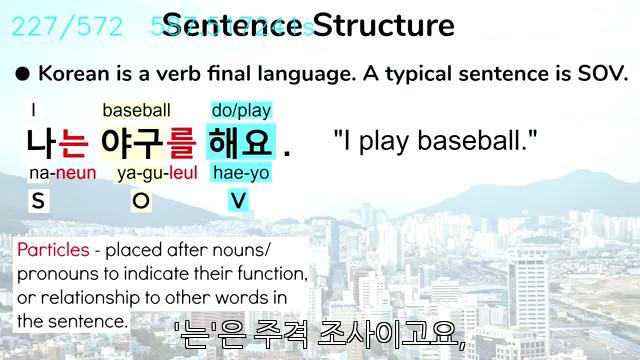 227/572
Sentence Structure
● Korean is a verb final language. A typical sentence is SOV.
I baseball do/play
나는 야구를 해요 . "I play baseball."
na-neun ya-gu-leul hae-yo
S O V
Particles - placed after nouns/
pronouns to indicate their function,
or relationship to other words in
the sentence.
'는'은 주격 조사이고요,